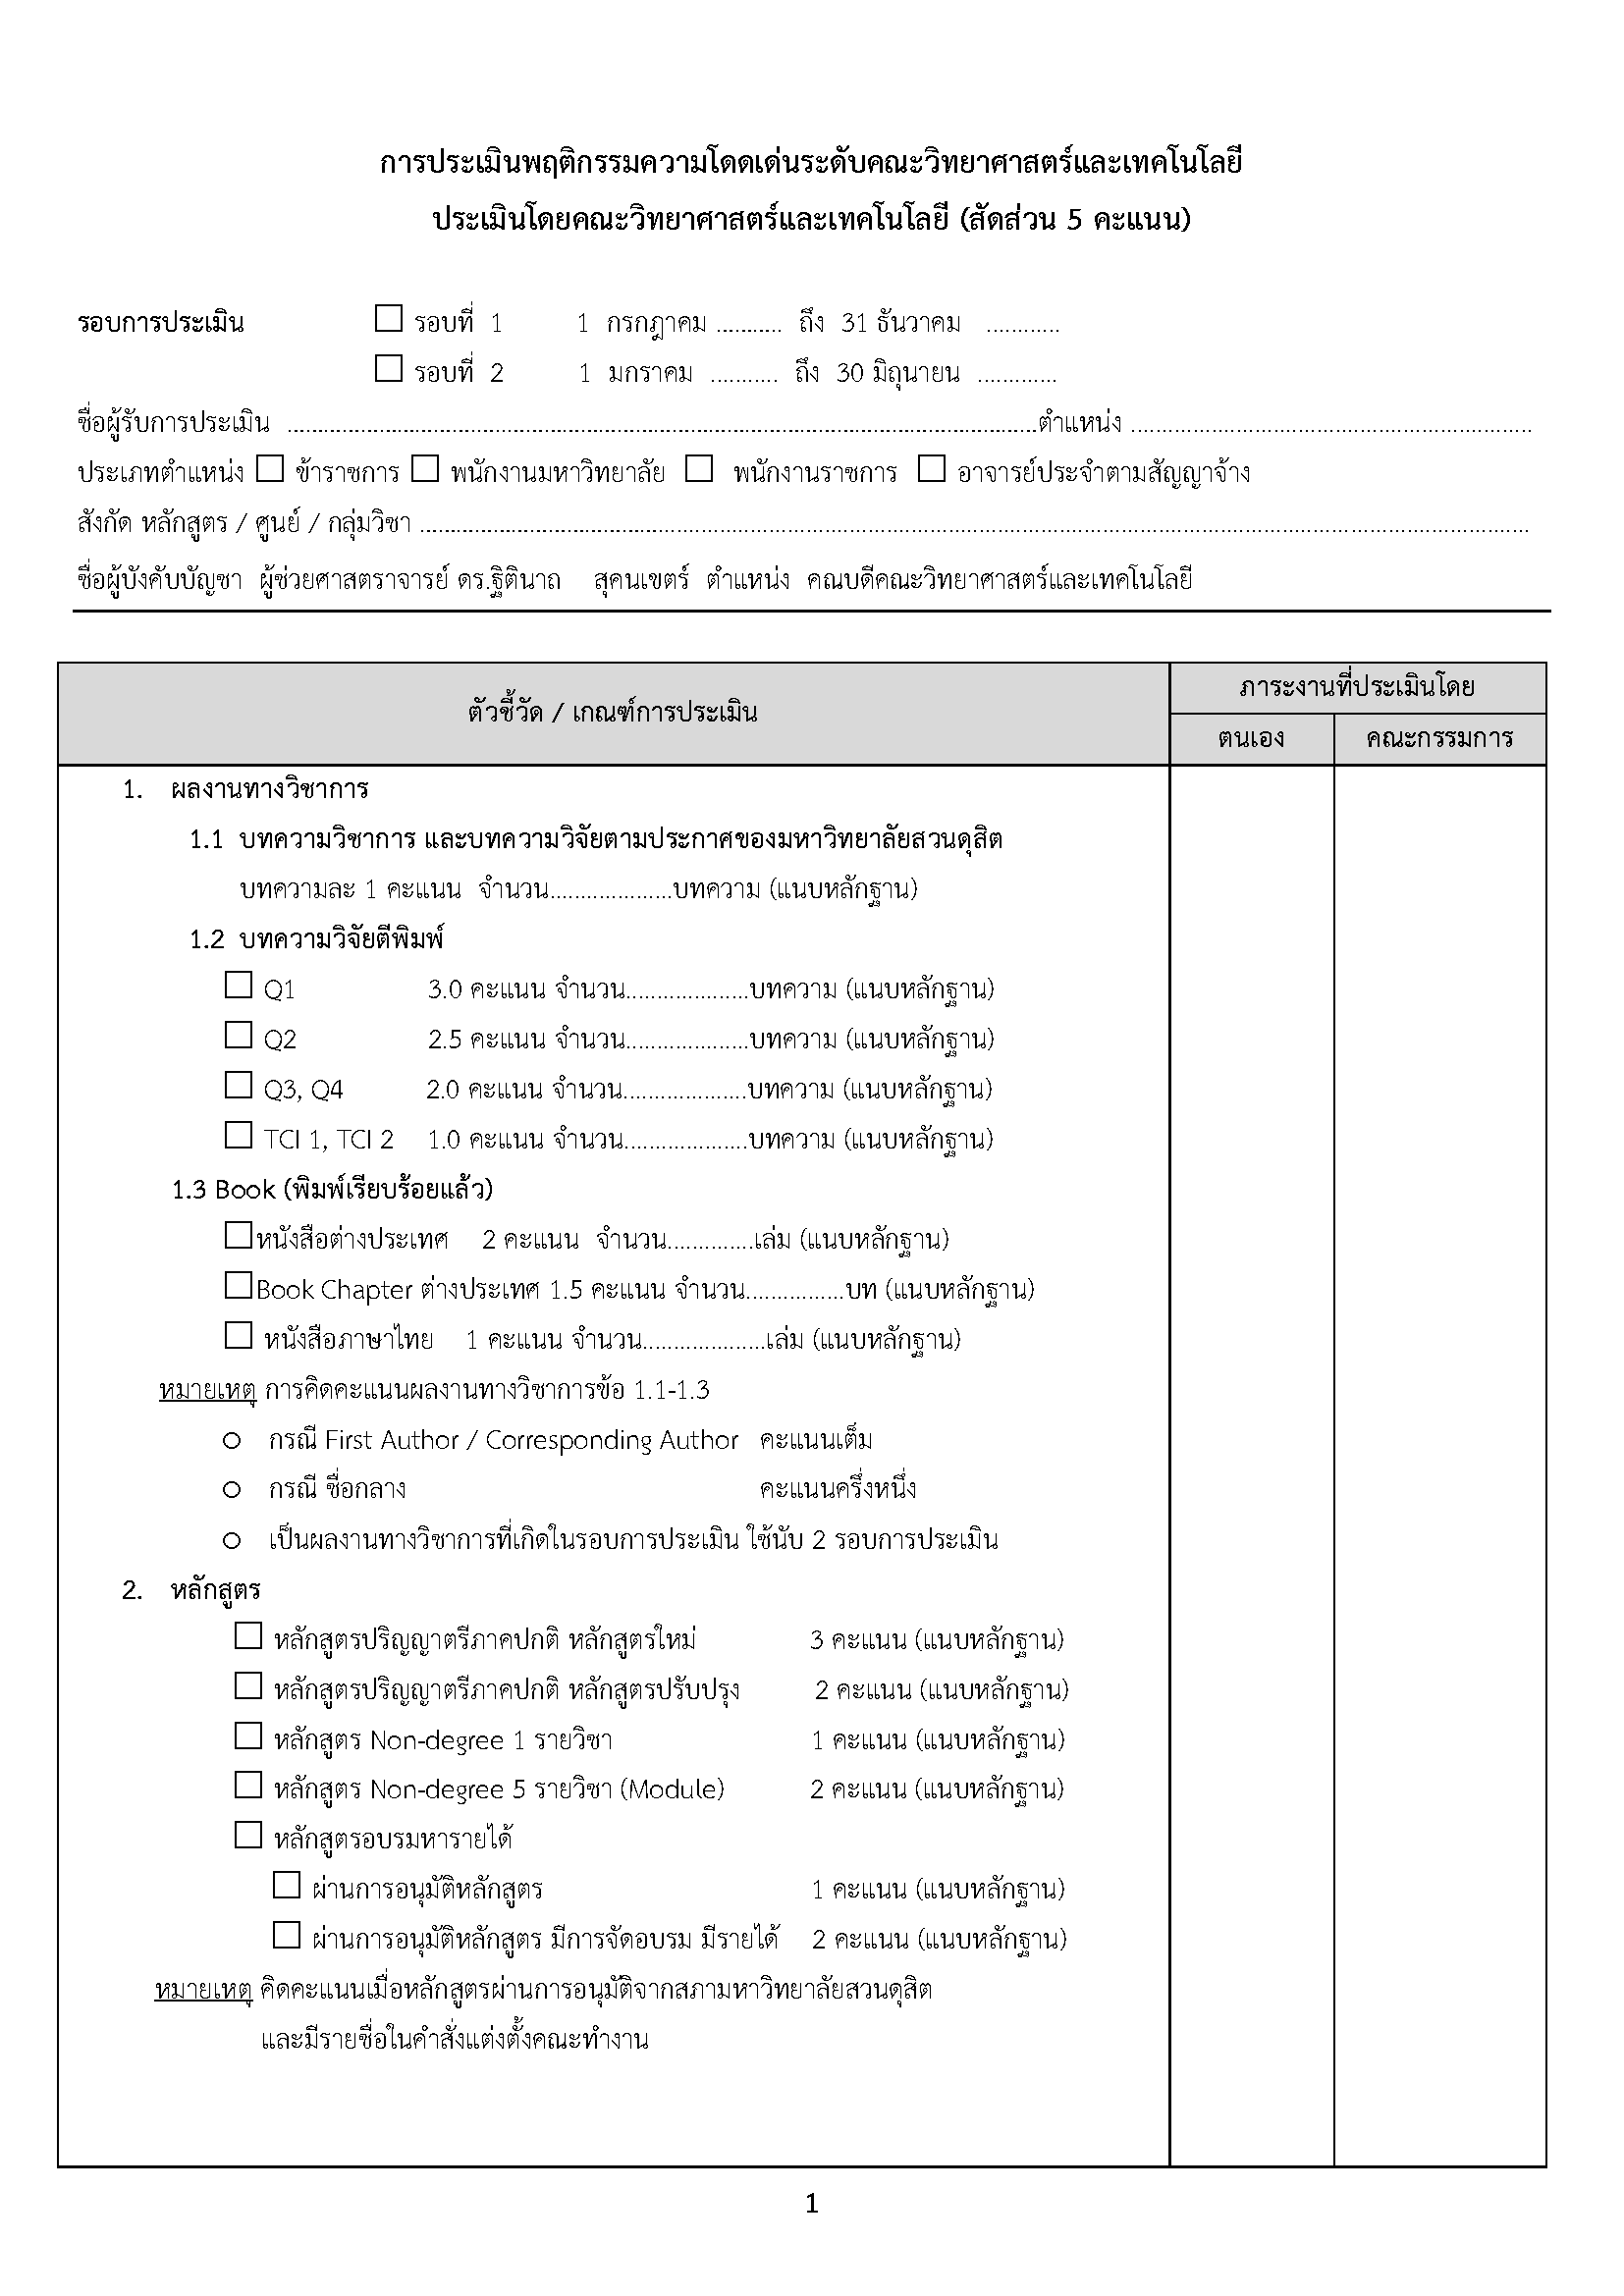 การประเมินพฤติกรรมความโดดเด่นระดับคณะวิทยาศาสตร์และเทคโนโลยี
ประเมินโดยคณะวิทยาศาสตร์และเทคโนโลยี (สัดส่วน 5 คะแนน)
รอบการประเมิน ☐ รอบที่ 1 1 กรกฎาคม ........... ถึง 31 ธันวาคม ............
☐ รอบที่ 2 1 มกราคม ........... ถึง 30 มิถุนายน .............
ชื่อผู้รับการประเมิน ........................................................................ตำแหน่ง ........................................................
ประเภทตำแหน่ง ☐ ข้าราชการ ☐ พนักงานมหาวิทยาลัย ☐ พนักงานราชการ ☐ อาจารย์ประจำตามสัญญาจ้าง
สังกัด หลักสูตร / ศูนย์ / กลุ่มวิชา ........................................................................................................................
ชื่อผู้บังคับบัญชา ผู้ช่วยศาสตราจารย์ ดร.ฐิตินาถ สุคนเขตร์ ตำแหน่ง คณบดีคณะวิทยาศาสตร์และเทคโนโลยี
ตัวชี้วัด / เกณฑ์การประเมิน
ภาระงานที่ประเมินโดย
ตนเอง คณะกรรมการ
1. ผลงานทางวิชาการ
1.1 บทความวิชาการ และบทความวิจัยตามประกาศของมหาวิทยาลัยสวนดุสิต
บทความละ 1 คะแนน จำนวน....................บทความ (แนบหลักฐาน)
1.2 บทความวิจัยตีพิมพ์
☐ Q1 3.0 คะแนน จำนวน....................บทความ (แนบหลักฐาน)
☐ Q2 2.5 คะแนน จำนวน....................บทความ (แนบหลักฐาน)
☐ Q3, Q4 2.0 คะแนน จำนวน....................บทความ (แนบหลักฐาน)
☐ TCI 1, TCI 2 1.0 คะแนน จำนวน....................บทความ (แนบหลักฐาน)
1.3 Book (พิมพ์เรียบร้อยแล้ว)
☐หนังสือต่างประเทศ 2 คะแนน จำนวน..............เล่ม (แนบหลักฐาน)
☐Book Chapter ต่างประเทศ 1.5 คะแนน จำนวน................บท (แนบหลักฐาน)
☐ หนังสือภาษาไทย 1 คะแนน จำนวน....................เล่ม (แนบหลักฐาน)
หมายเหตุ การคิดคะแนนผลงานทางวิชาการข้อ 1.1-1.3
○ กรณี First Author / Corresponding Author คะแนนเต็ม
○ กรณี ชื่อกลาง คะแนนครึ่งหนึ่ง
○ เป็นผลงานทางวิชาการที่เกิดในรอบการประเมิน ใช้นับ 2 รอบการประเมิน
2. หลักสูตร
☐ หลักสูตรปริญญาตรีภาคปกติ หลักสูตรใหม่ 3 คะแนน (แนบหลักฐาน)
☐ หลักสูตรปริญญาตรีภาคปกติ หลักสูตรปรับปรุง 2 คะแนน (แนบหลักฐาน)
☐ หลักสูตร Non-degree 1 รายวิชา 1 คะแนน (แนบหลักฐาน)
☐ หลักสูตร Non-degree 5 รายวิชา (Module) 2 คะแนน (แนบหลักฐาน)
☐ หลักสูตรอบรมหารายได้
☐ ผ่านการอนุมัติหลักสูตร 1 คะแนน (แนบหลักฐาน)
☐ ผ่านการอนุมัติหลักสูตร มีการจัดอบรม มีรายได้ 2 คะแนน (แนบหลักฐาน)
หมายเหตุ คิดคะแนนเมื่อหลักสูตรผ่านการอนุมัติจากสภามหาวิทยาลัยสวนดุสิต
และมีรายชื่อในคำสั่งแต่งตั้งคณะทำงาน
1